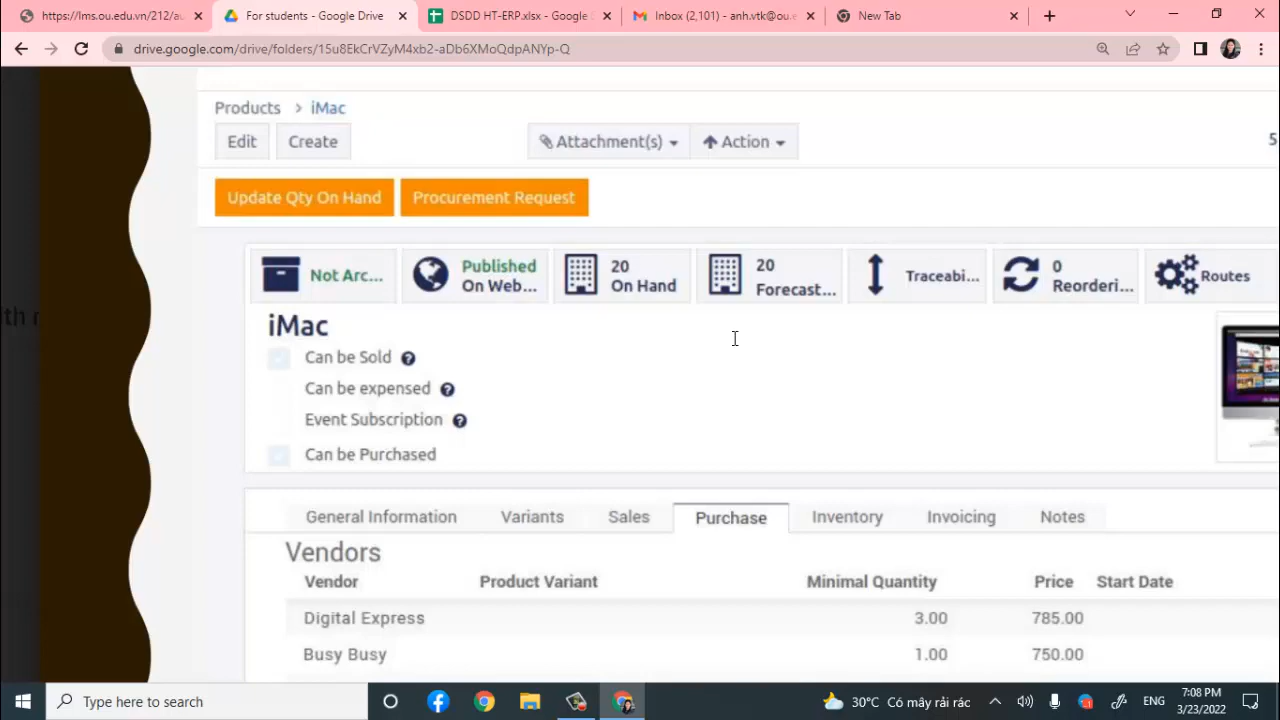 https://lms.ou.edu.vn/212/au
For students - Google Drive
DSDD HT-ERP.xlsx - Google
Inbox (2,101) - anh.vtk@ou.e
New Tab
drive.google.com/drive/folders/15u8EkCrVZyM4xb2-aDb6XMoQdpANYp-Q
Products > iMac
Edit
Create
Attachment(s)
Action
5
Update Qty On Hand
Procurement Request
Not Arc...
Published
On Web...
20
On Hand
20
Forecast...
Traceabi...
0
Reorderi...
Routes
ith
iMac
Can be Sold
Can be expensed
Event Subscription
Can be Purchased
General Information
Variants
Sales
Purchase
Inventory
Invoicing
Notes
Vendors
Vendor Product Variant Minimal Quantity Price Start Date
Digital Express 3.00 785.00
Busy Busy 1.00 750.00
Type here to search
30°C Có mây rải rác
ENG
7:08 PM
3/23/2022